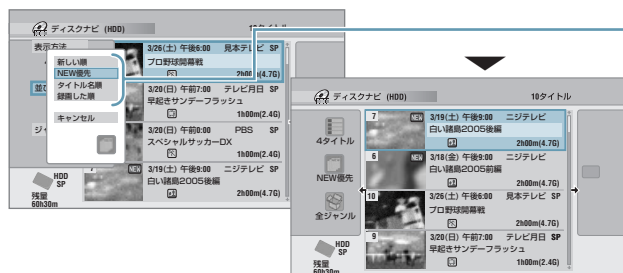 ディスクナビ (HDD)
表示方法
3/26(土) 午後6:00 見本テレビ SP
プロ野球開幕戦
2h00m(4.7G)
新しい順
NEW優先
タイトル名順
録画した順
キャンセル
3/20(日) 午前7:00 テレビ月日 SP
早起きサンデーフラッシュ
1h00m(2.4G)
3/20(日) 午前0:00 PBS SP
スペシャルサッカーDX
1h00m(2.4G)
NEW 3/19(土) 午後9:00 ニジテレビ SP
白い諸島2005後編
2h00m(4.7G)
HDD
SP
残量
60h30m
ディスクナビ (HDD) 10タイトル
4タイトル
NEW優先
全ジャンル
7 NEW 3/19(土) 午後9:00 ニジテレビ
白い諸島2005後編
2h00m(4.7G)
6 NEW 3/18(金) 午後9:00 ニジテレビ
白い諸島2005前編
2h00m(4.7G)
10 3/26(土) 午後6:00 見本テレビ SP
プロ野球開幕戦
2h00m(4.7G)
9 3/20(日) 午前7:00 テレビ月日 SP
早起きサンデーフラッシュ
1h00m(2.4G)
HDD
SP
残量
60h30m